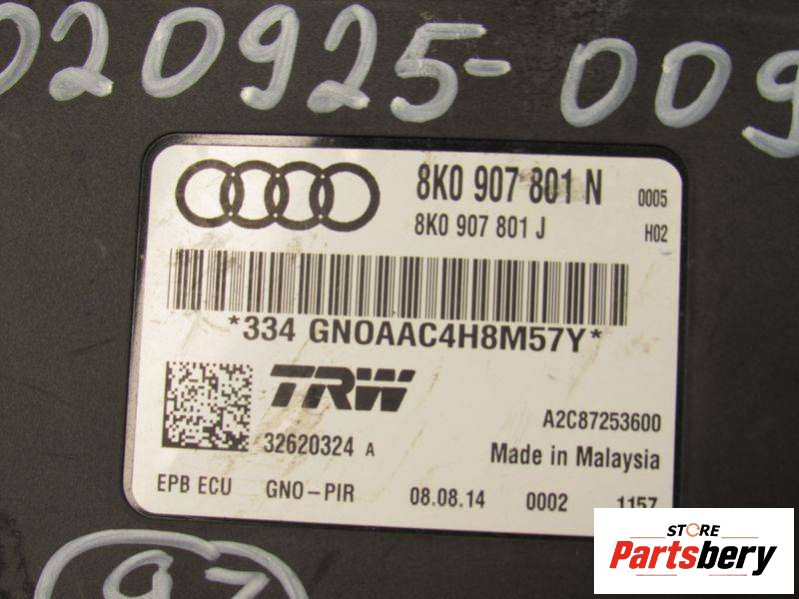 020925-009
8K0 907 801 N 0005
8K0 907 801 J H02
*334 GNOAAC4H8M57Y*
TRW
32620324 A
A2C87253600
Made in Malaysia
EPB ECU GNO-PIR 08.08.14 0002 1157
STORE
Partsbery